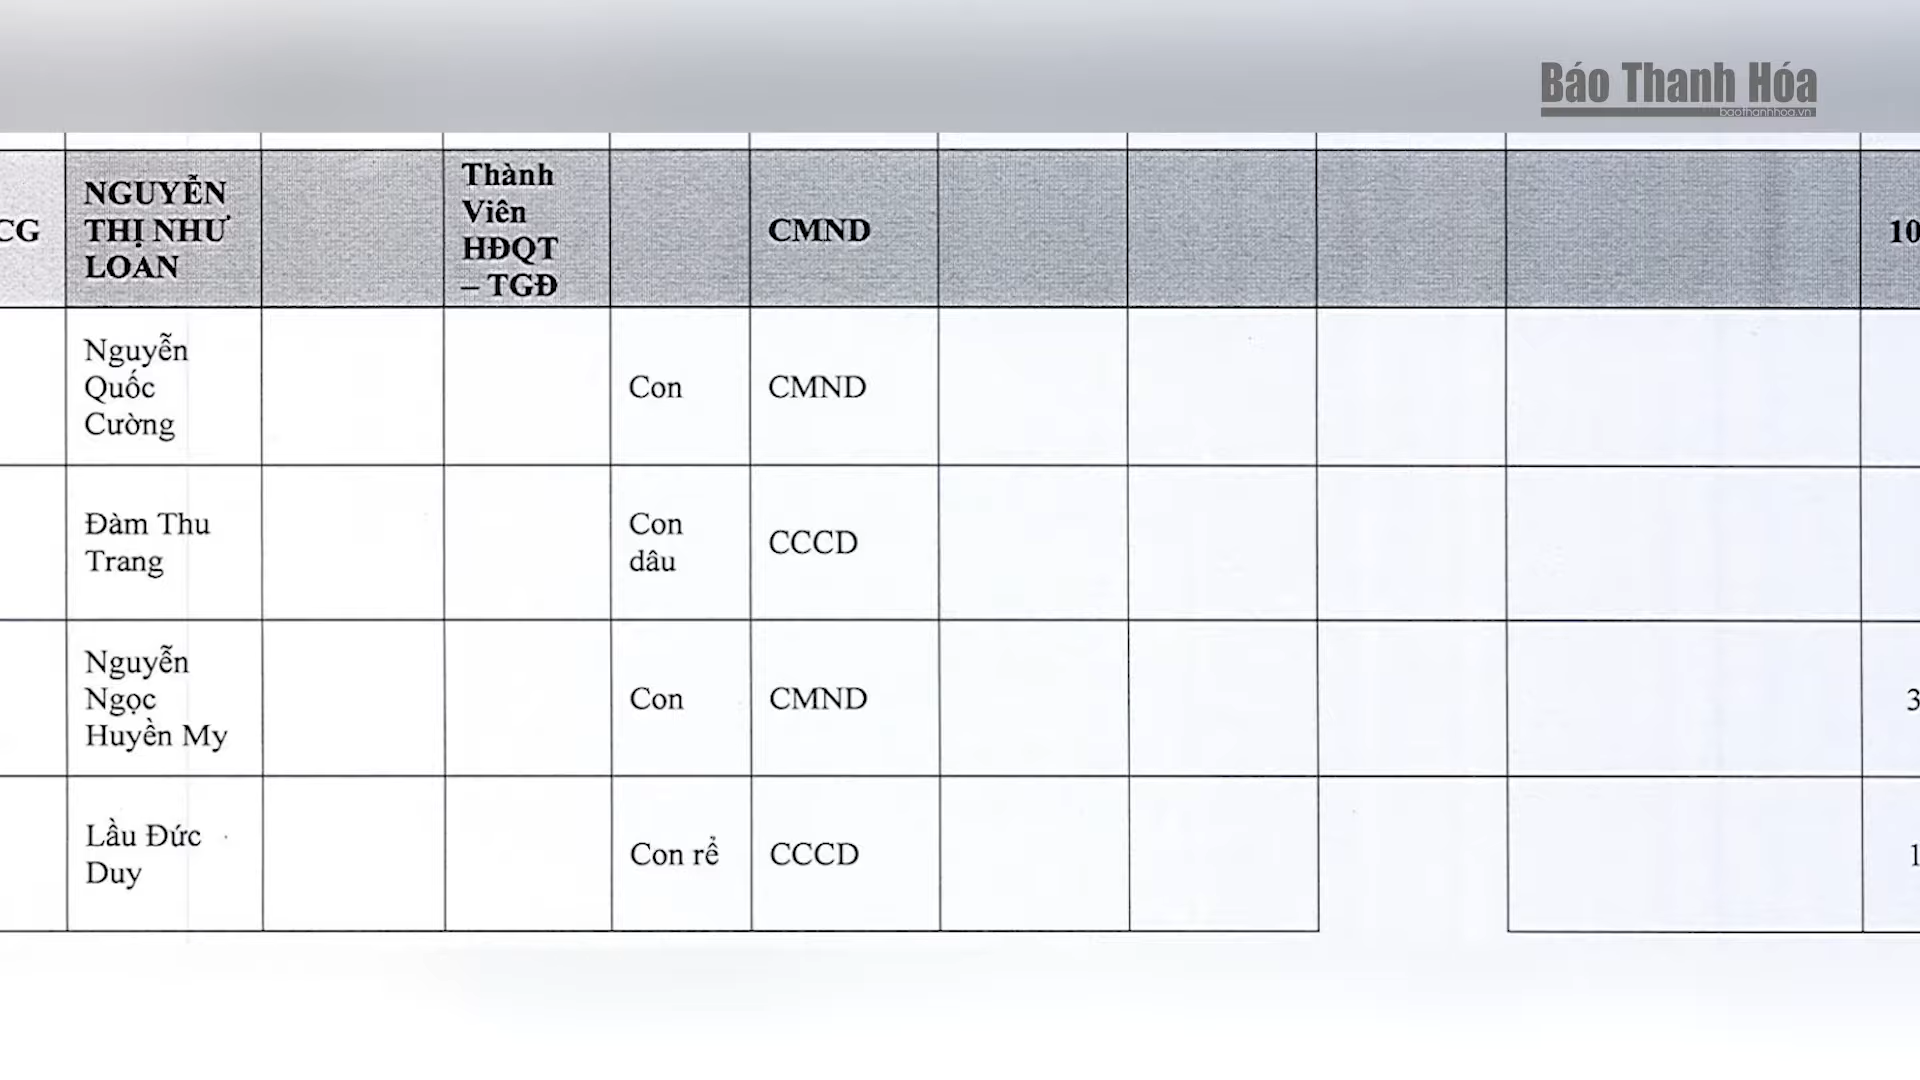 Báo Thanh Hóa
baothanhhoa.vn
CG
NGUYỄN
THỊ NHƯ
LOAN
Thành
Viên
HĐQT
– TGĐ
CMND
10
Nguyễn
Quốc
Cường
Con
CMND
Đàm Thu
Trang
Con
dâu
CCCD
Nguyễn
Ngọc
Huyền My
Con
CMND
3
Lầu Đức
Duy
Con rể
CCCD
1